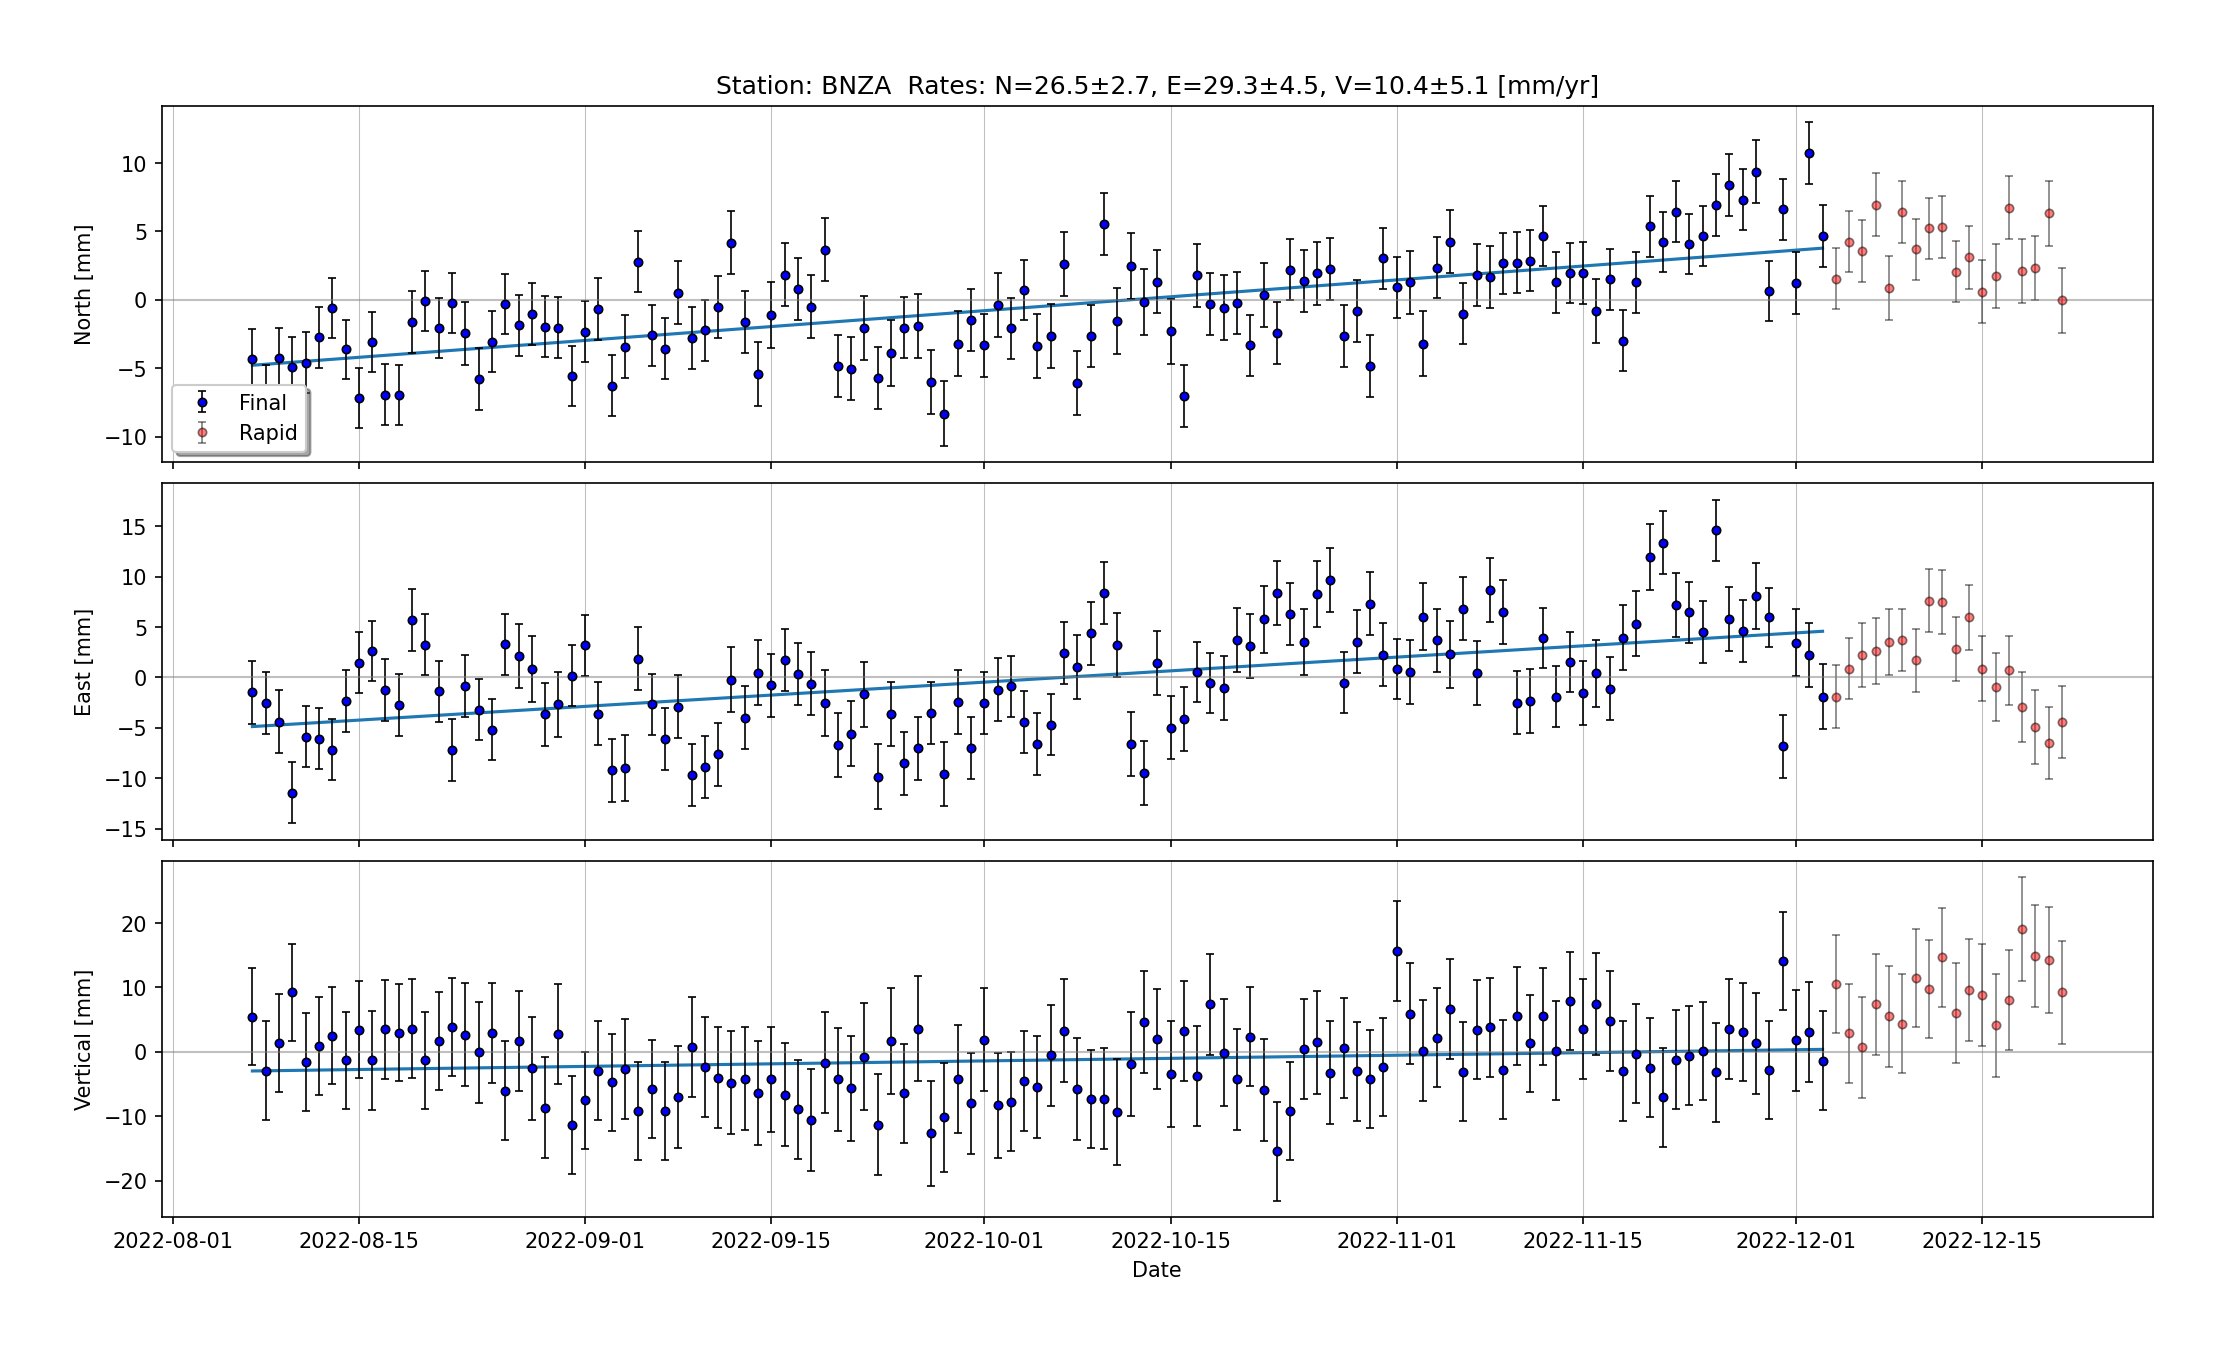 Station: BNZA  Rates: N=26.5±2.7, E=29.3±4.5, V=10.4±5.1 [mm/yr]
North [mm]
10
5
0
−5
−10
Final
Rapid
East [mm]
15
10
5
0
−5
−10
−15
Vertical [mm]
20
10
0
−10
−20
2022-08-01 2022-08-15 2022-09-01 2022-09-15 2022-10-01 2022-10-15 2022-11-01 2022-11-15 2022-12-01 2022-12-15
Date